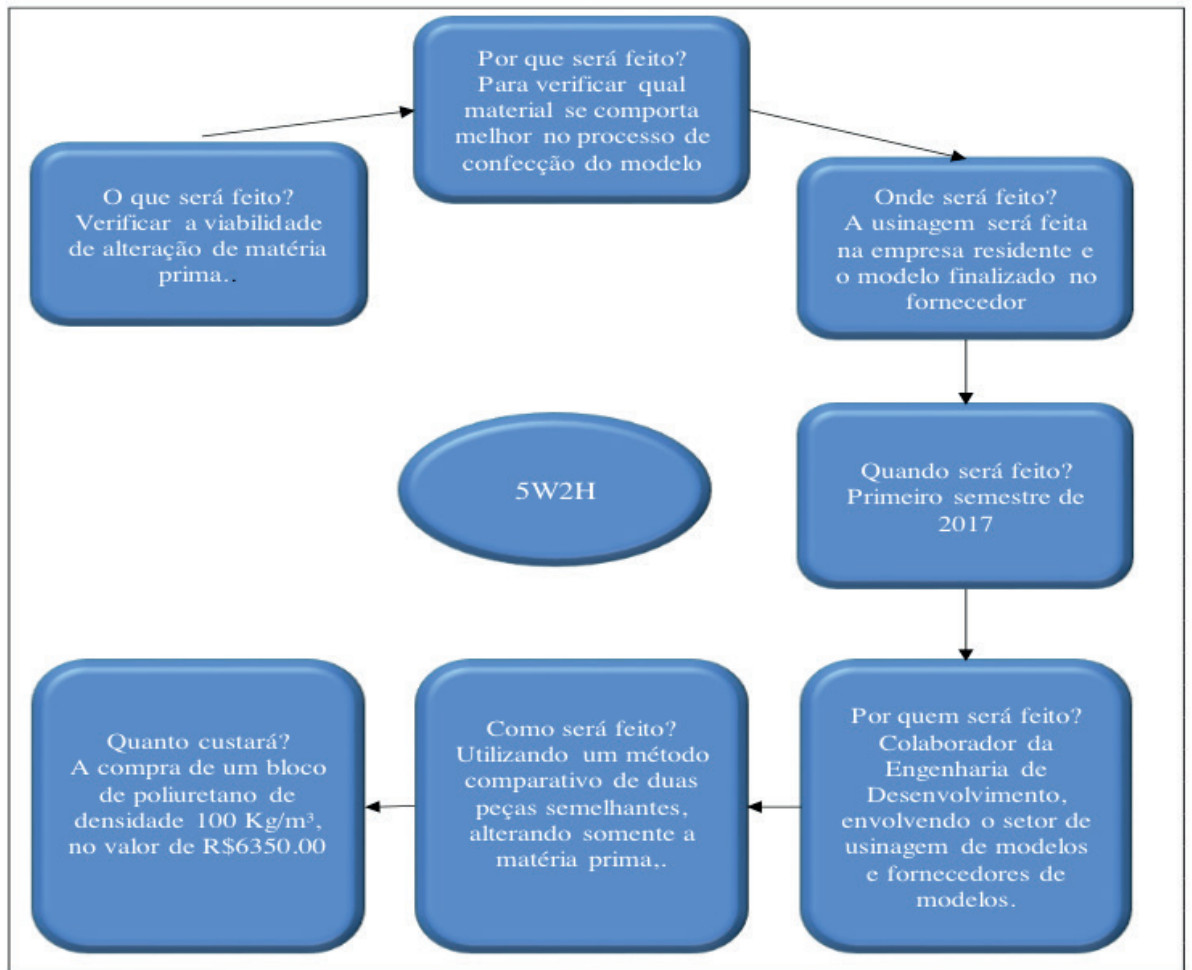 Por que será feito?
Para verificar qual
material se comporta
melhor no processo de
confecção do modelo
O que será feito?
Verificar a viabilidade
de alteração de matéria
prima..
Onde será feito?
A usinagem será feita
na empresa residente e
o modelo finalizado no
fornecedor
5W2H
Quando será feito?
Primeiro semestre de
2017
Por quem será feito?
Colaborador da
Engenharia de
Desenvolvimento,
envolvendo o setor de
usinagem de modelos
e fornecedores de
modelos.
Como será feito?
Utilizando um método
comparativo de duas
peças semelhantes,
alterando somente a
matéria prima,.
Quanto custará?
A compra de um bloco
de poliuretano de
densidade 100 Kg/m³,
no valor de R$6350.00